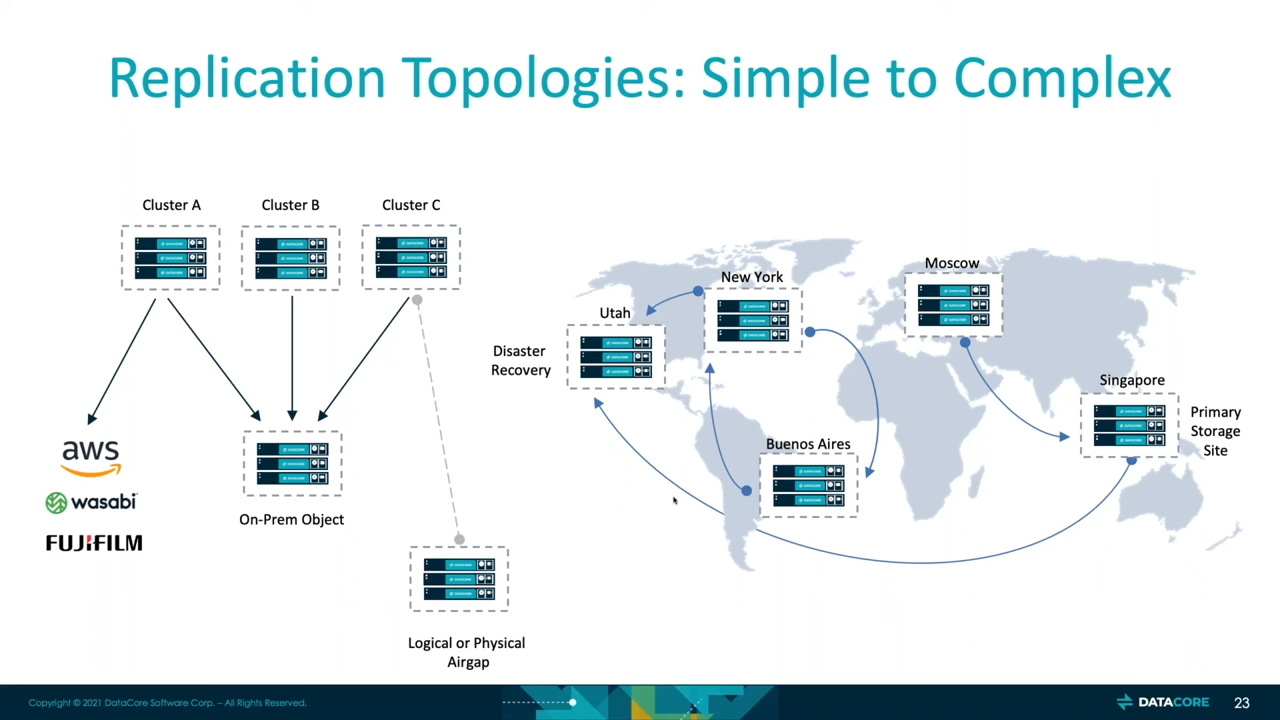 Replication Topologies: Simple to Complex
Cluster A
Cluster B
Cluster C
aws
wasabi
FUJIFILM
On-Prem Object
Logical or Physical
Airgap
New York
Utah
Disaster
Recovery
Buenos Aires
Moscow
Singapore
Primary
Storage
Site
Copyright © 2021 DataCore Software Corp. – All Rights Reserved.
DATACORE
23